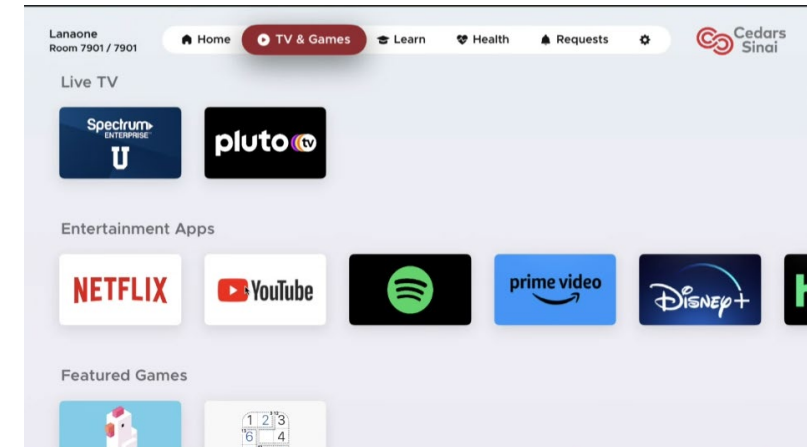 Lanaone
Room 7901 / 7901
Home
TV & Games
Learn
Health
Requests
Cedars
Sinai
Live TV
Spectrum
ENTERPRISE
U
pluto tv
Entertainment Apps
NETFLIX
YouTube
prime video
Disney+
Featured Games
1 2 3
6 4